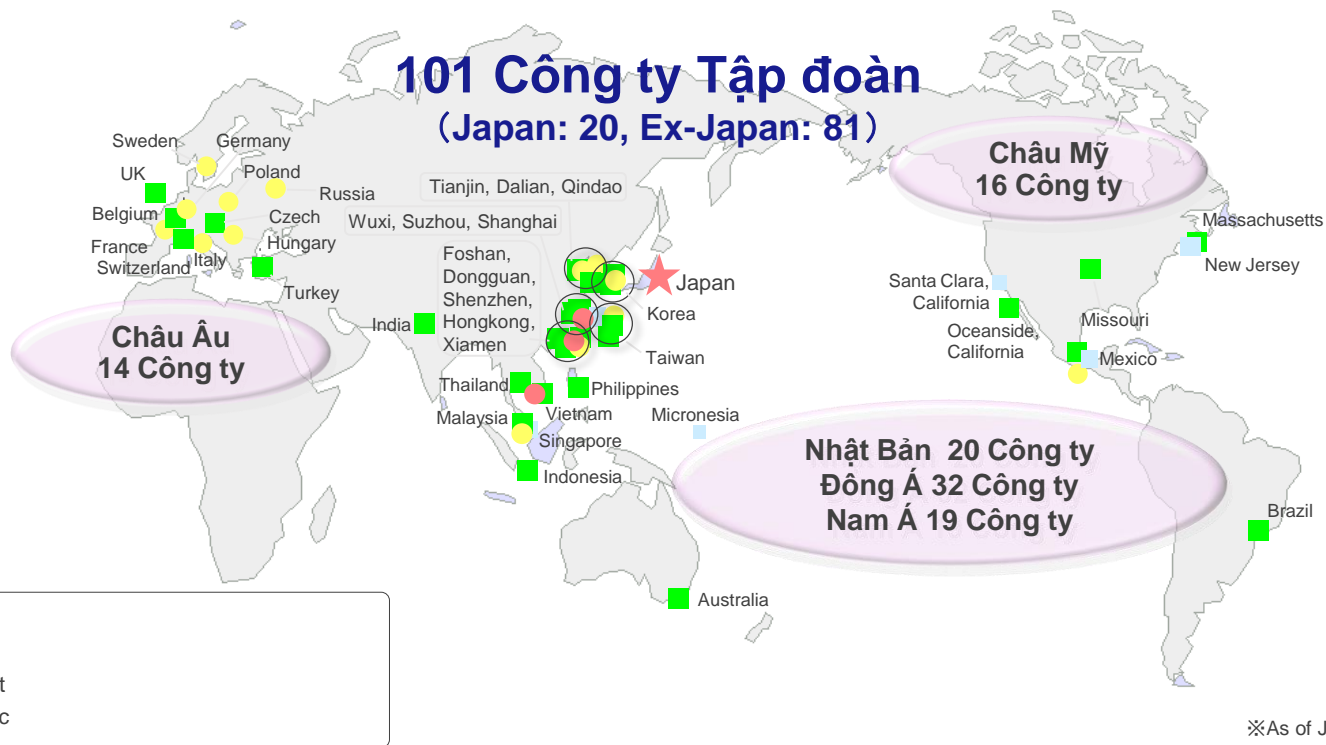 101 Công ty Tập đoàn
（Japan: 20, Ex-Japan: 81）
Châu Mỹ
16 Công ty
Sweden
Germany
UK
Poland
Russia
Belgium
Czech
France
Hungary
Switzerland
Italy
Turkey
Tianjin, Dalian, Qindao
Wuxi, Suzhou, Shanghai
Foshan,
Dongguan,
Shenzhen,
Hongkong,
Xiamen
Japan
Korea
Taiwan
India
Thailand
Philippines
Malaysia
Vietnam
Micronesia
Singapore
Indonesia
Australia
Massachusetts
New Jersey
Santa Clara,
California
Missouri
Oceanside,
California
Mexico
Brazil
Châu Âu
14 Công ty
Nhật Bản 20 Công ty
Đông Á 32 Công ty
Nam Á 19 Công ty
t
c
※As of J